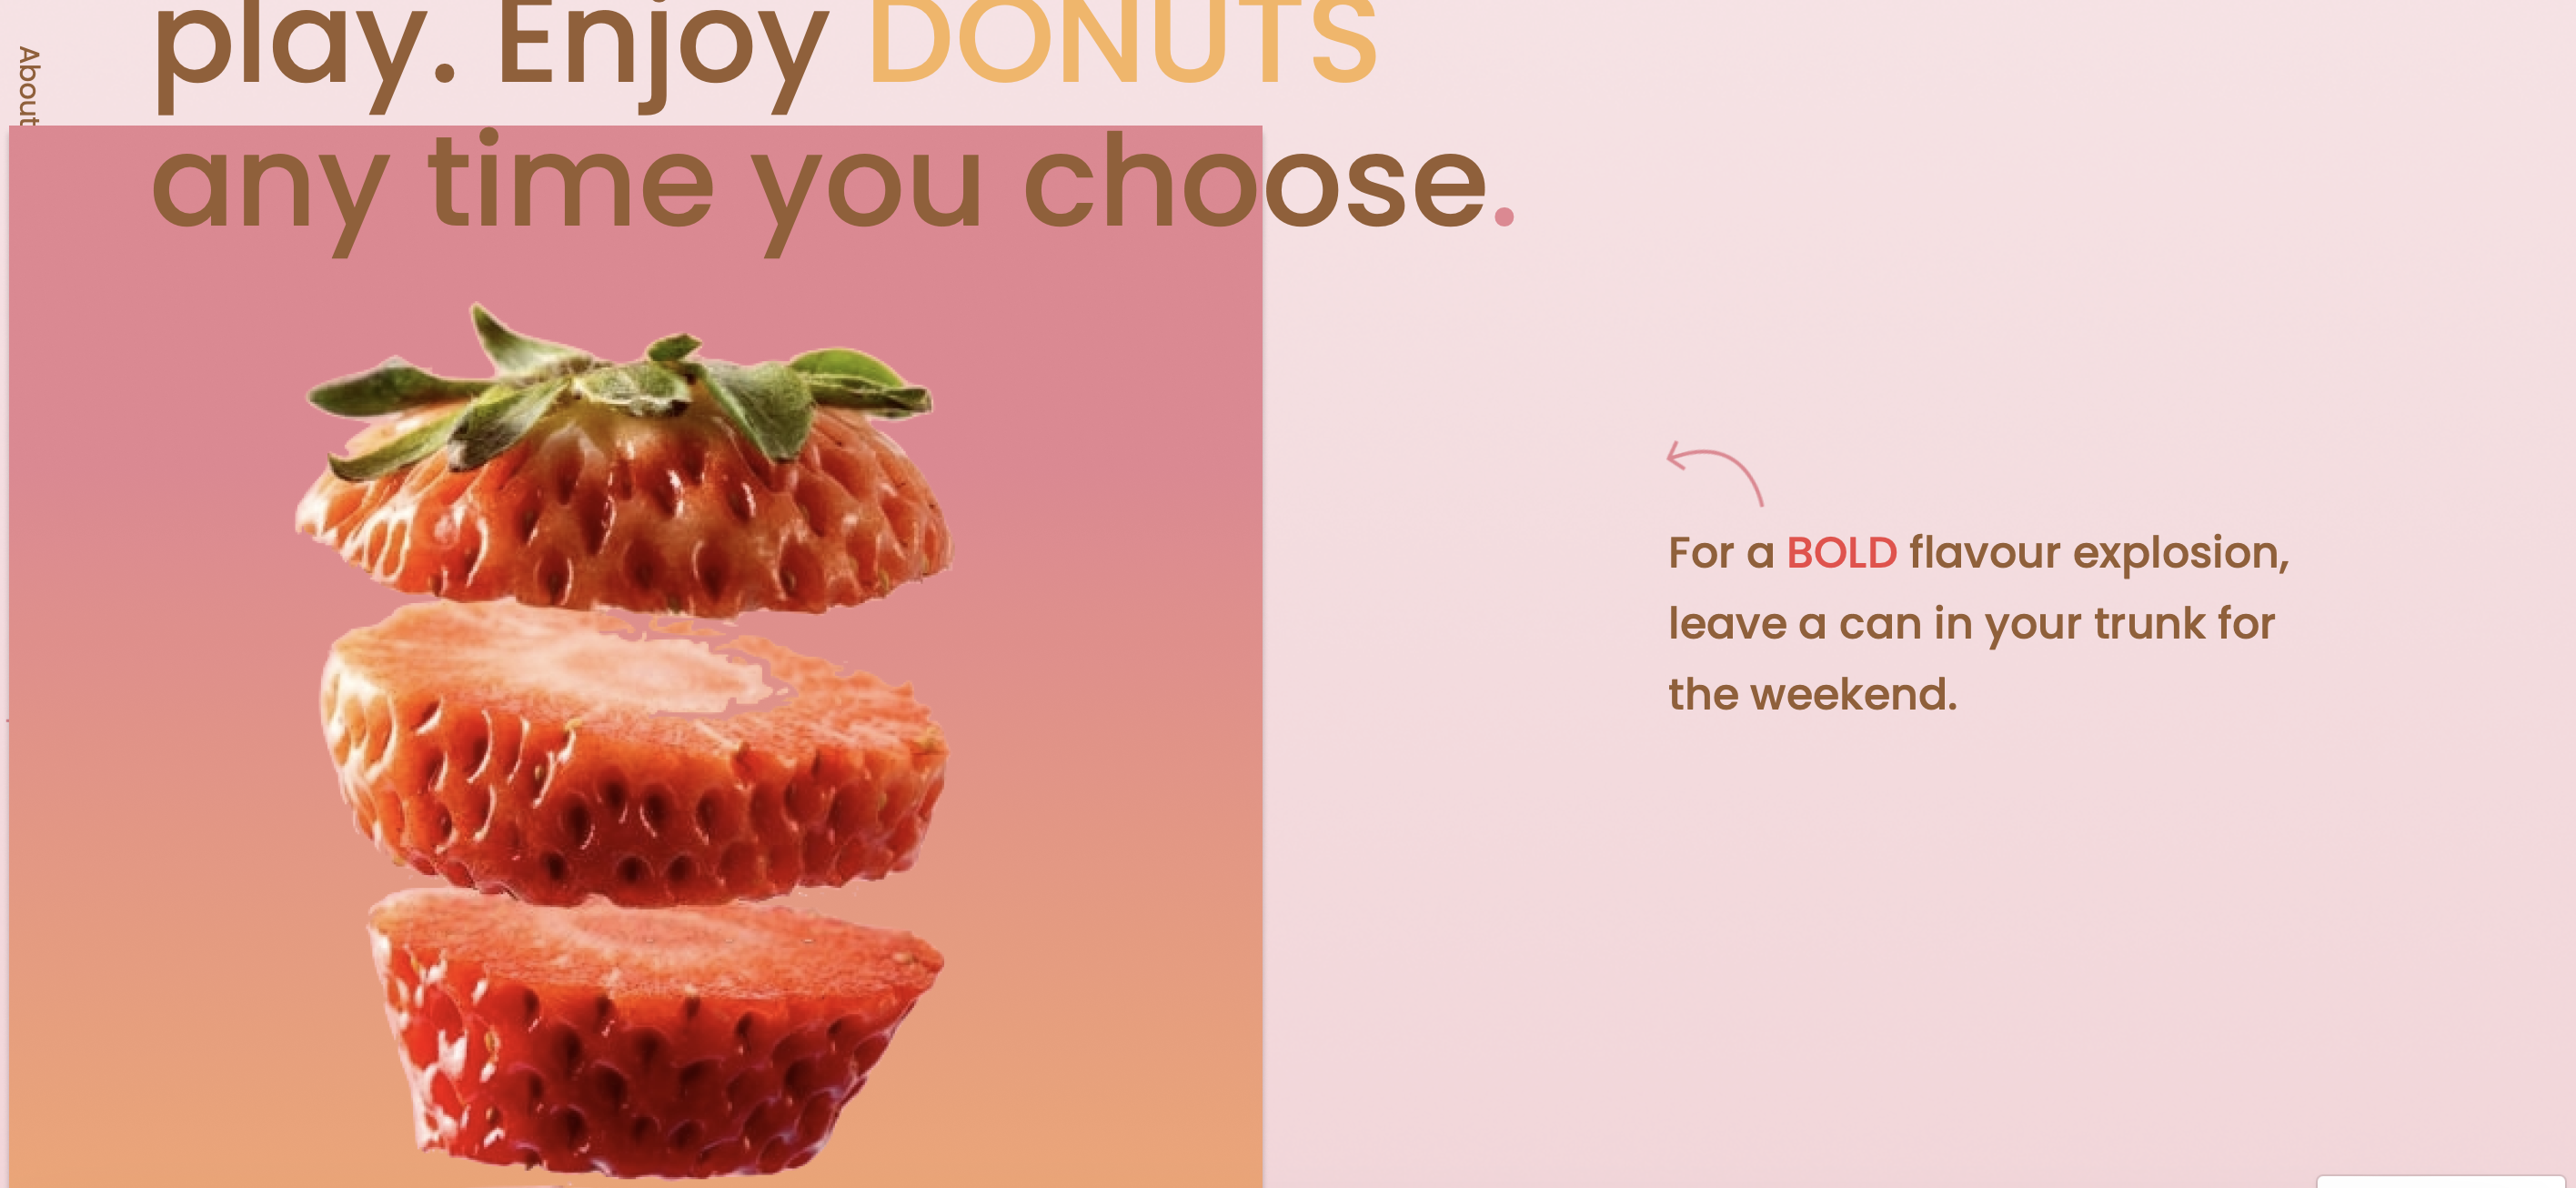 play. Enjoy DONUTS
any time you choose.
About
For a BOLD flavour explosion,
leave a can in your trunk for
the weekend.